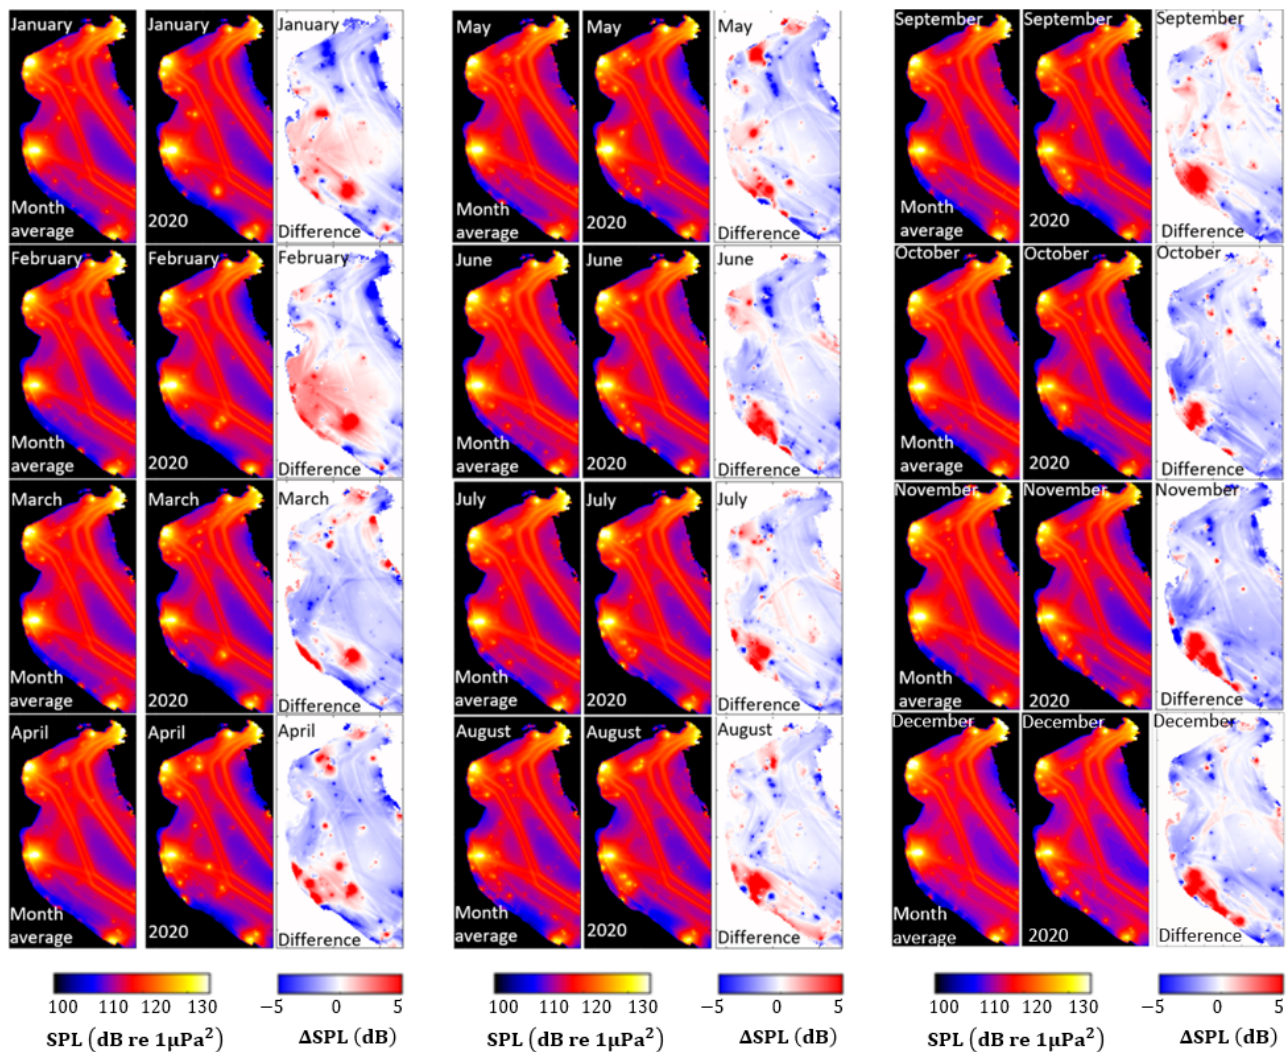 January January January May May May September September September
Month average 2020 Difference Month average 2020 Difference Month average 2020 Difference
February February February June June June October October October
Month average 2020 Difference Month average 2020 Difference Month average 2020 Difference
March March March July July July November November November
Month average 2020 Difference Month average 2020 Difference Month average 2020 Difference
April April April August August August December December December
Month average 2020 Difference Month average 2020 Difference Month average 2020 Difference
100 110 120 130 −5 0 5 100 110 120 130 −5 0 5 100 110 120 130 −5 0 5
SPL (dB re 1μPa²) ΔSPL (dB) SPL (dB re 1μPa²) ΔSPL (dB) SPL (dB re 1μPa²) ΔSPL (dB)